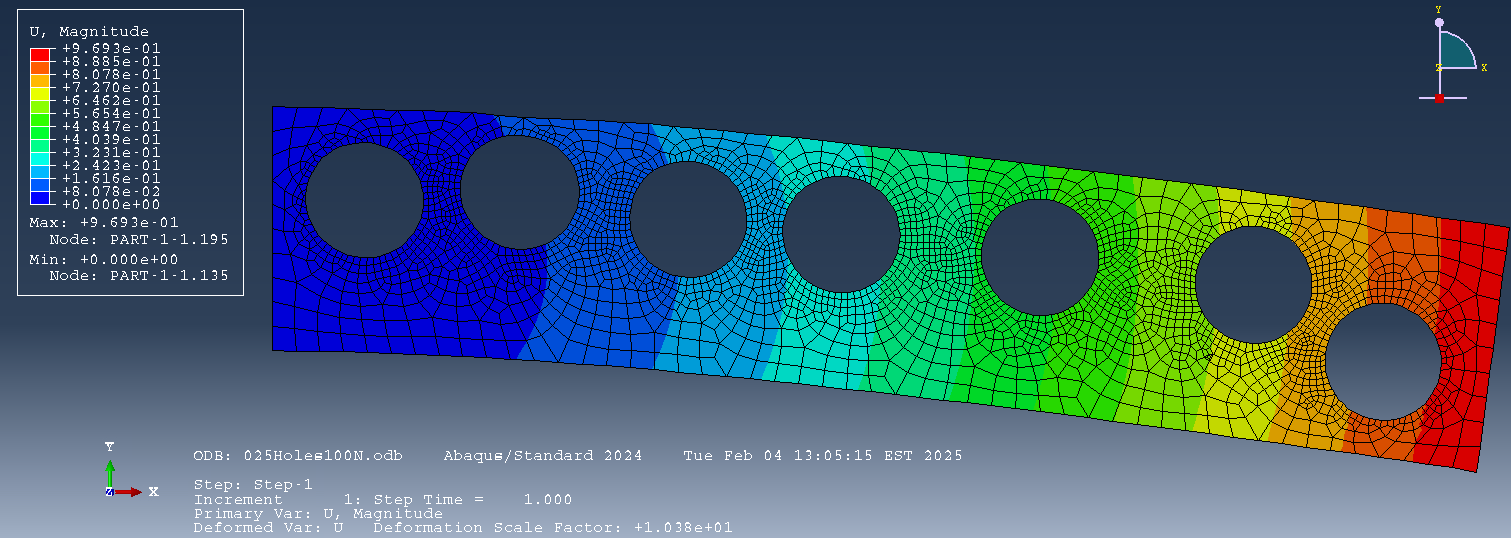 U, Magnitude
+9.693e-01
+8.885e-01
+8.078e-01
+7.270e-01
+6.462e-01
+5.654e-01
+4.847e-01
+4.039e-01
+3.231e-01
+2.423e-01
+1.616e-01
+8.078e-02
+0.000e+00
Max: +9.693e-01
Node: PART-1-1.195
Min: +0.000e+00
Node: PART-1-1.135
Y
Z X
Y
Z X
ODB: 025Holes100N.odb Abaqus/Standard 2024 Tue Feb 04 13:05:15 EST 2025
Step: Step-1
Increment 1: Step Time = 1.000
Primary Var: U, Magnitude
Deformed Var: U Deformation Scale Factor: +1.038e+01